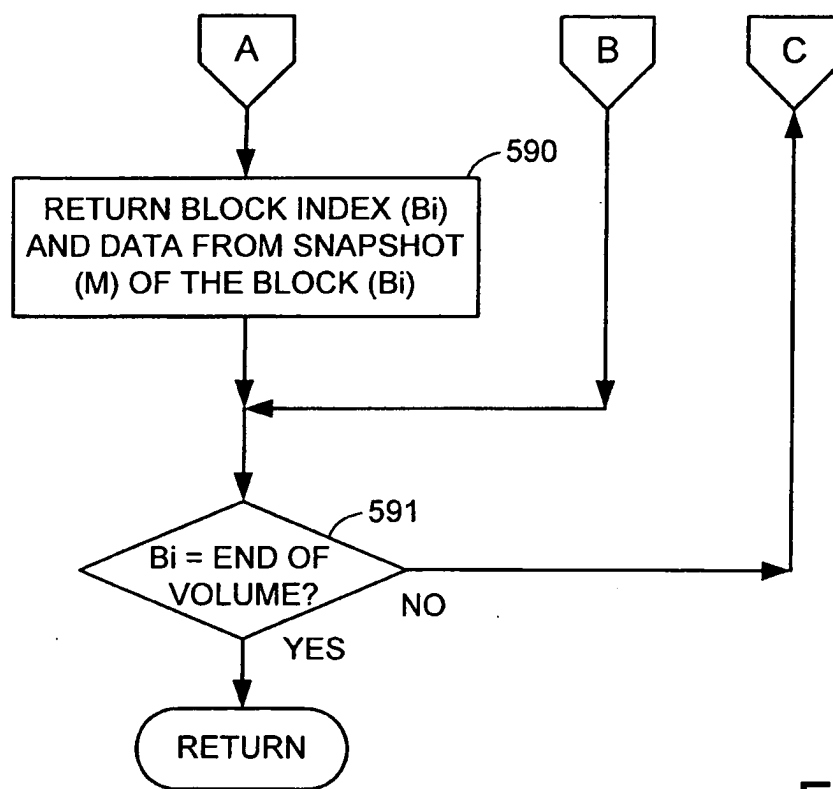 A
B
C
590
RETURN BLOCK INDEX (Bi)
AND DATA FROM SNAPSHOT
(M) OF THE BLOCK (Bi)
591
Bi = END OF
VOLUME?
NO
YES
RETURN